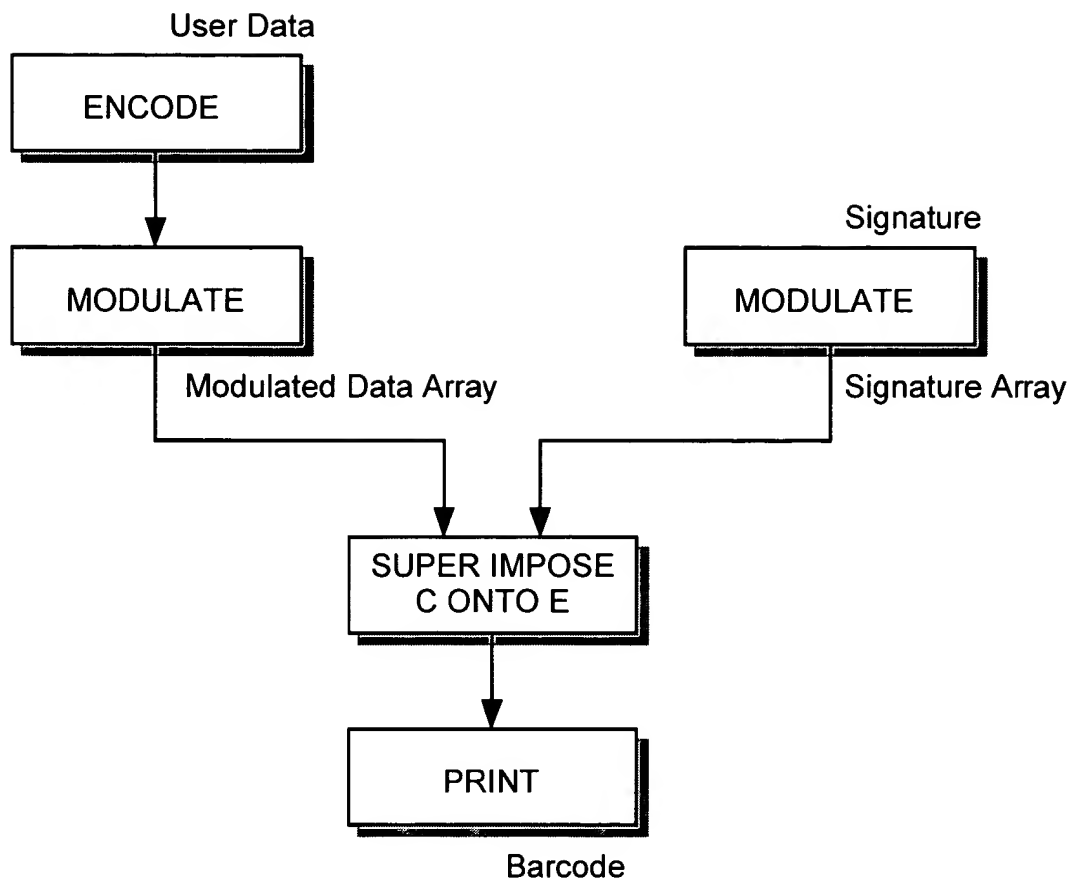 User Data
ENCODE
MODULATE
Modulated Data Array
Signature
MODULATE
Signature Array
SUPER IMPOSE
C ONTO E
PRINT
Barcode